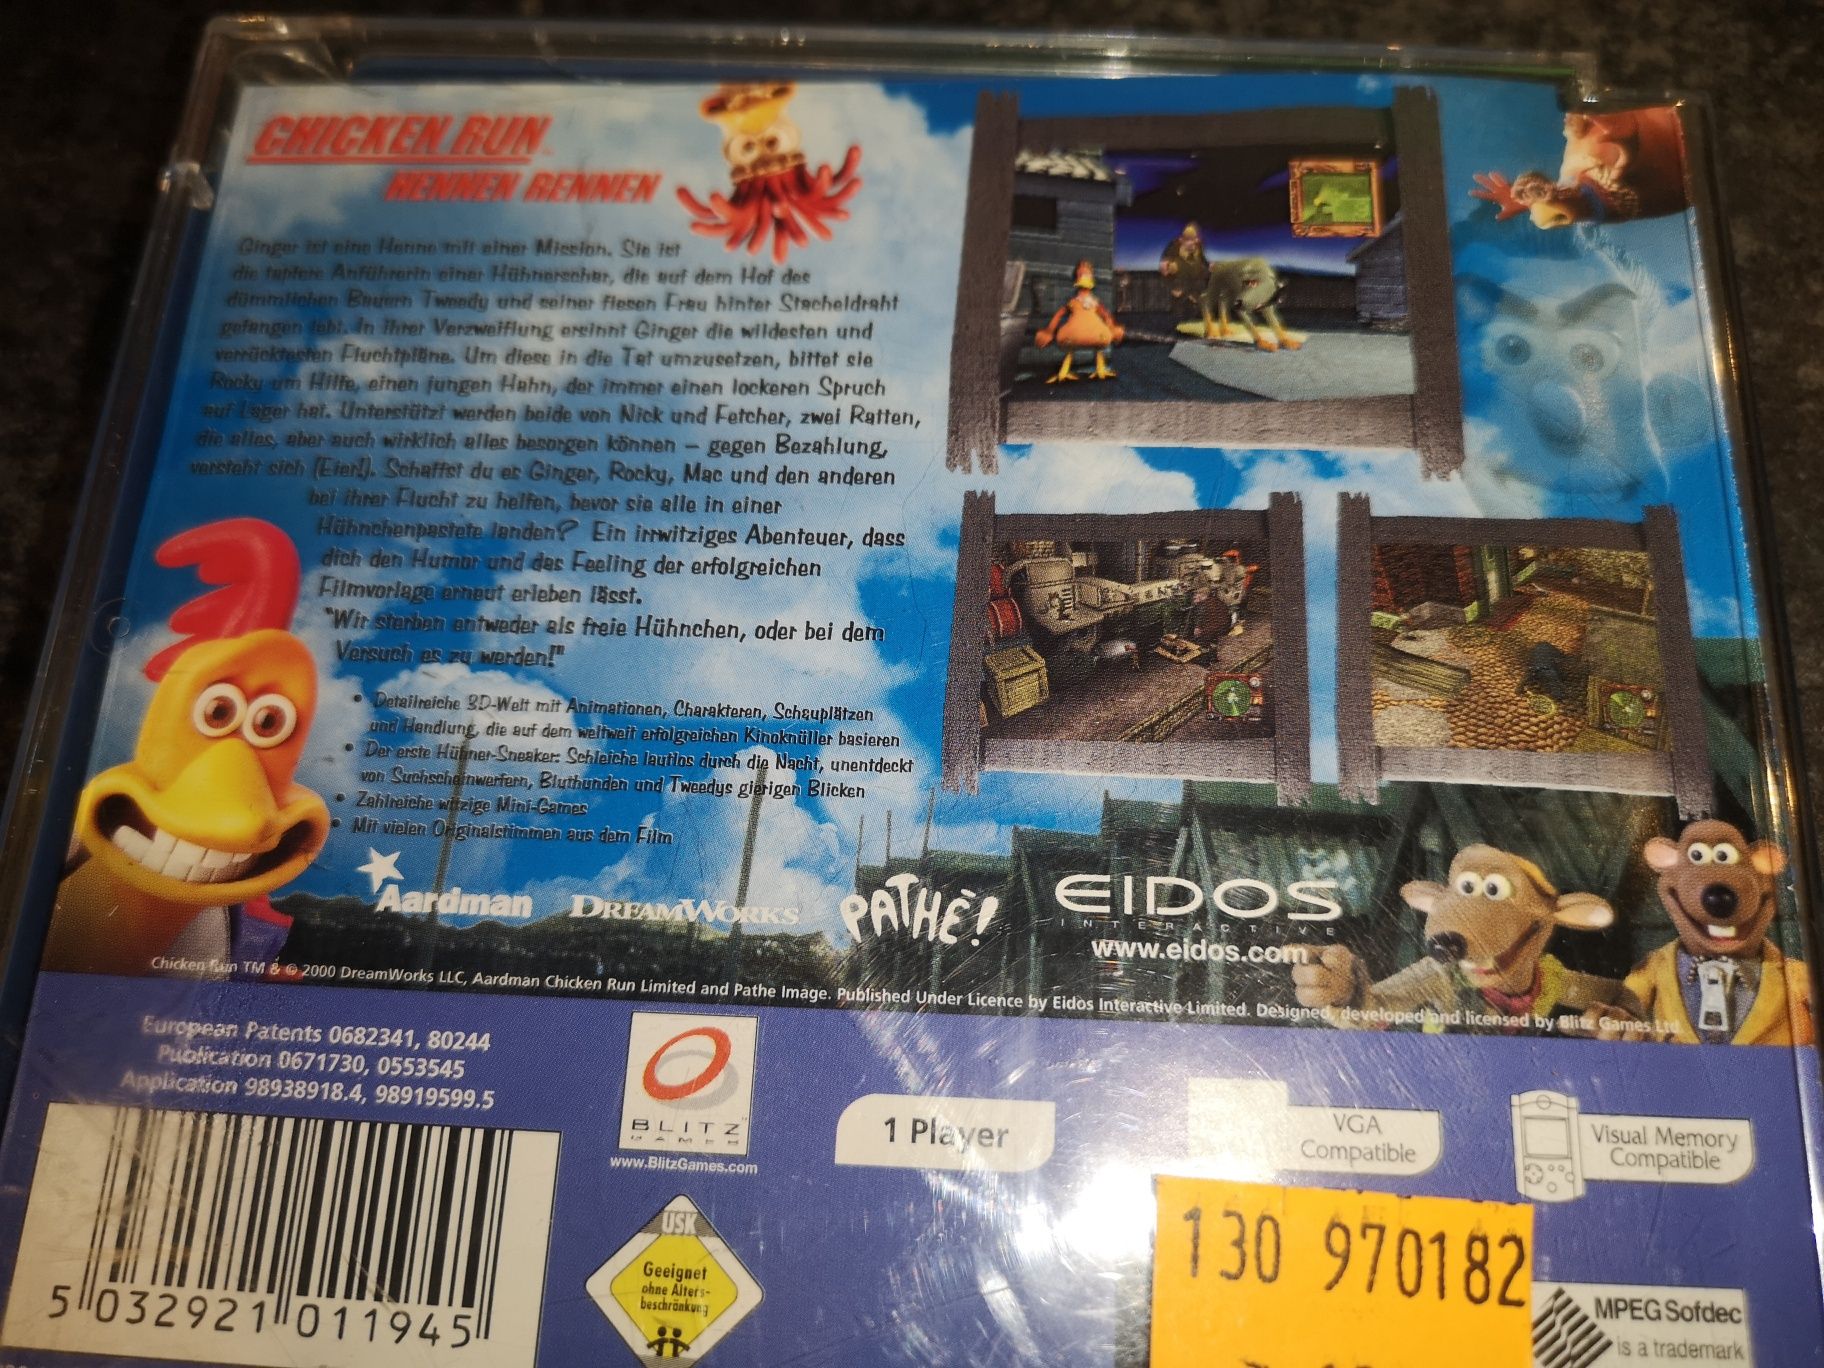 CHICKEN RUN
HENNEN RENNEN
Ginger ist eine Henne mit einer Mission. Sie ist
die tapfere Anführerin einer Hühnerschar, die auf dem Hof des
dümmlichen Bauern Tweedy und seiner fiesen Frau hinter Stacheldraht
gefangen lebt. In ihrer Verzweiflung ersinnt Ginger die wildesten und
verrücktesten Fluchtpläne. Um diese in die Tat umzusetzen, bittet sie
Rocky um Hilfe, einen jungen Hahn, der immer einen lockeren Spruch
auf Lager hat. Unterstützt werden beide von Nick und Fetcher, zwei Ratten,
die alles, aber auch wirklich alles besorgen können – gegen Bezahlung,
versteht sich (Eier!). Schaffst du es Ginger, Rocky, Mac und den anderen
bei ihrer Flucht zu helfen, bevor sie alle in einer
Hühnchenpastete landen? Ein irrwitziges Abenteuer, dass
dich den Humor und das Feeling der erfolgreichen
Filmvorlage erneut erleben lässt.
"Wir sterben entweder als freie Hühnchen, oder bei dem
Versuch es zu werden!"
• Detailreiche 3D-Welt mit Animationen, Charakteren, Schauplätzen
und Handlung, die auf dem weltweit erfolgreichen Kinoknüller basieren
• Der erste Hühner-Sneaker: Schleiche lautlos durch die Nacht, unentdeckt
von Suchscheinwerfern, Bluthunden und Tweedys gierigen Blicken
• Zahlreiche witzige Mini-Games
• Mit vielen Originalstimmen aus dem Film
Aardman DREAMWORKS PATHÉ! EIDOS
INTERACTIVE
www.eidos.com
Chicken Run TM & © 2000 DreamWorks LLC, Aardman Chicken Run Limited and Pathe Image. Published Under Licence by Eidos Interactive Limited. Designed, developed and licensed by Blitz Games Ltd
European Patents 0682341, 80244
Publication 0671730, 0553545
Application 98938918.4, 98919599.5
BLITZ
GAMES
www.BlitzGames.com
1 Player
VGA
Compatible
Visual Memory
Compatible
USK
Geeignet
ohne Alters-
beschränkung
130 970182
MPEG Sofdec
is a trademark
5 032921 011945